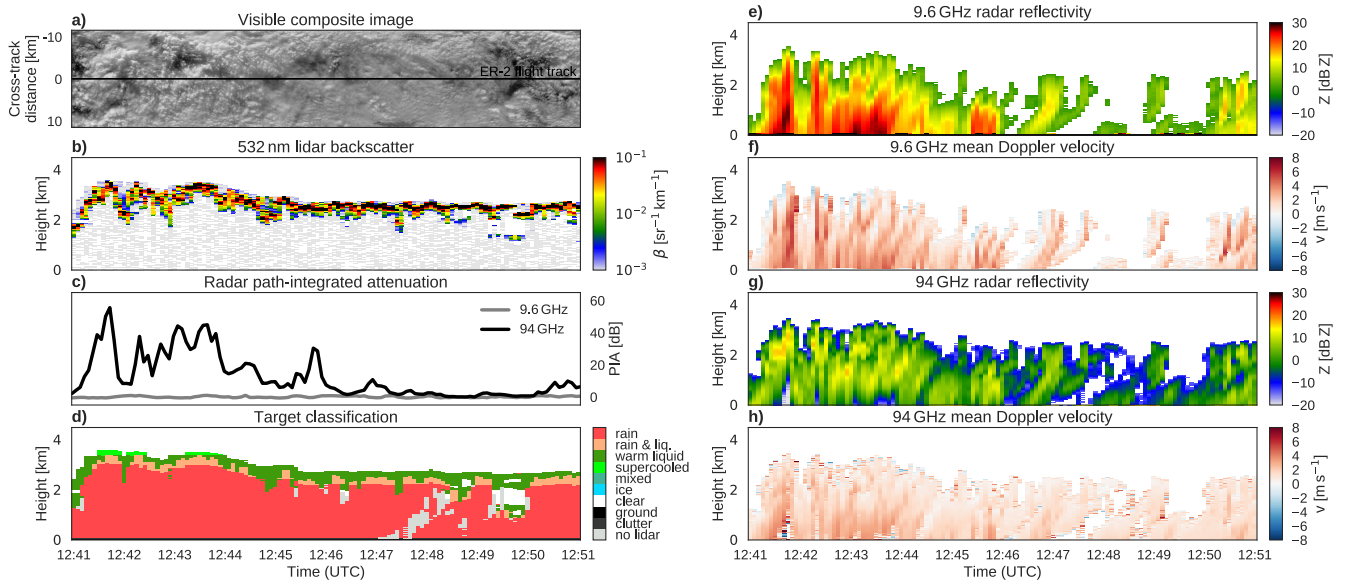 a)
Visible composite image
Cross-track
distance [km]
-10
0
10
ER-2 flight track
b)
532 nm lidar backscatter
Height [km]
4
2
0
10⁻¹
10⁻²
10⁻³
β [sr⁻¹ km⁻¹]
c)
Radar path-integrated attenuation
9.6 GHz
94 GHz
60
40
20
0
PIA [dB]
d)
Target classification
Height [km]
4
2
0
rain
rain & liq.
warm liquid
supercooled
mixed
ice
clear
ground
clutter
no lidar
12:41 12:42 12:43 12:44 12:45 12:46 12:47 12:48 12:49 12:50 12:51
Time (UTC)
e)
9.6 GHz radar reflectivity
Height [km]
4
2
0
30
20
10
0
−10
−20
Z [dB Z]
f)
9.6 GHz mean Doppler velocity
Height [km]
4
2
0
8
6
4
2
0
−2
−4
−6
−8
v [m s⁻¹]
g)
94 GHz radar reflectivity
Height [km]
4
2
0
30
20
10
0
−10
−20
Z [dB Z]
h)
94 GHz mean Doppler velocity
Height [km]
4
2
0
8
6
4
2
0
−2
−4
−6
−8
v [m s⁻¹]
12:41 12:42 12:43 12:44 12:45 12:46 12:47 12:48 12:49 12:50 12:51
Time (UTC)